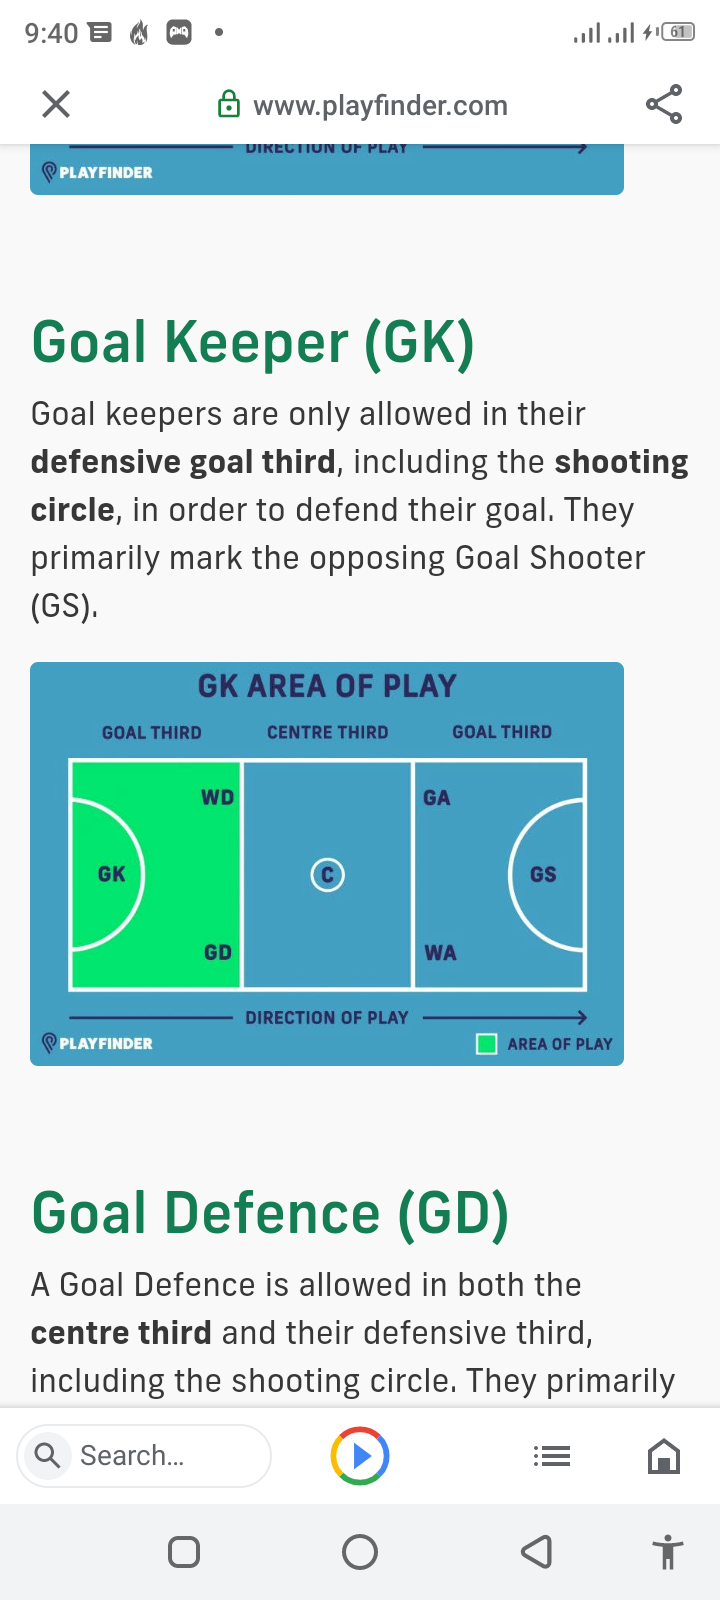 9:40
61
www.playfinder.com
DIRECTION OF PLAY
PLAYFINDER
Goal Keeper (GK)
Goal keepers are only allowed in their
defensive goal third, including the shooting
circle, in order to defend their goal. They
primarily mark the opposing Goal Shooter
(GS).
GK AREA OF PLAY
GOAL THIRD CENTRE THIRD GOAL THIRD
WD GA
GK C GS
GD WA
DIRECTION OF PLAY
PLAYFINDER AREA OF PLAY
Goal Defence (GD)
A Goal Defence is allowed in both the
centre third and their defensive third,
including the shooting circle. They primarily
Search...